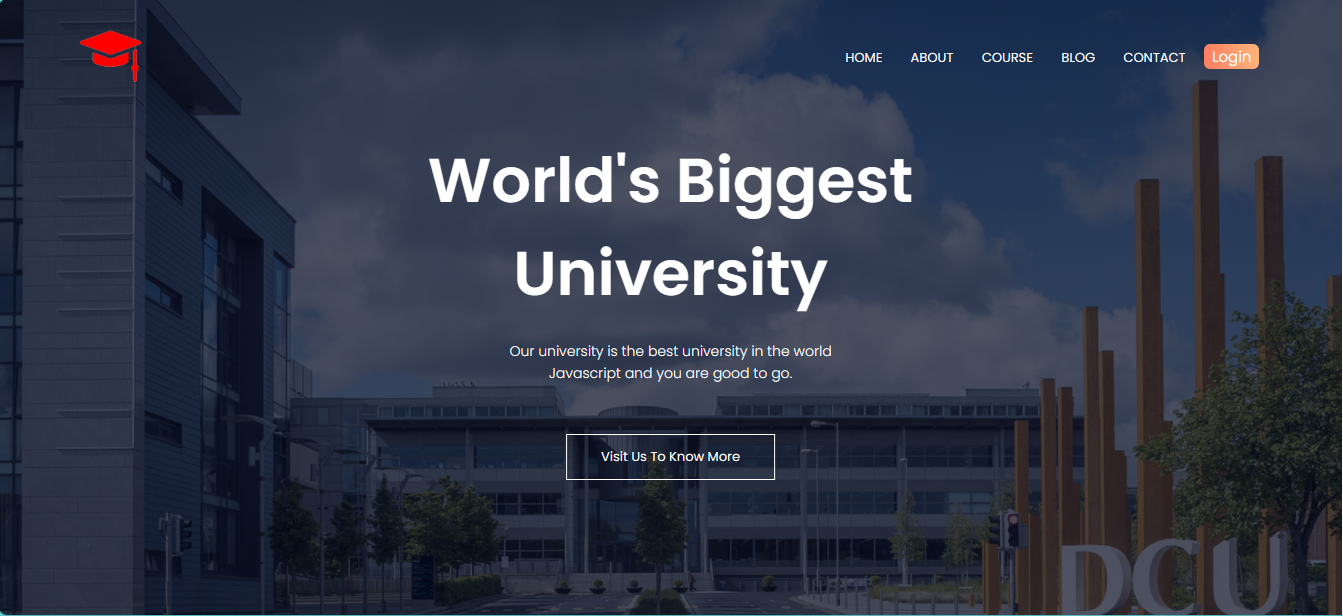 HOME ABOUT COURSE BLOG CONTACT Login
World's Biggest
University
Our university is the best university in the world
Javascript and you are good to go.
Visit Us To Know More
DCU